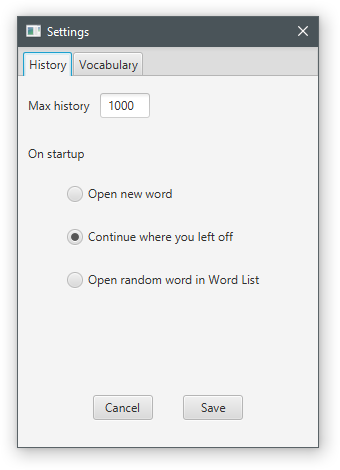 Settings
History Vocabulary
Max history 1000
On startup
Open new word
Continue where you left off
Open random word in Word List
Cancel Save